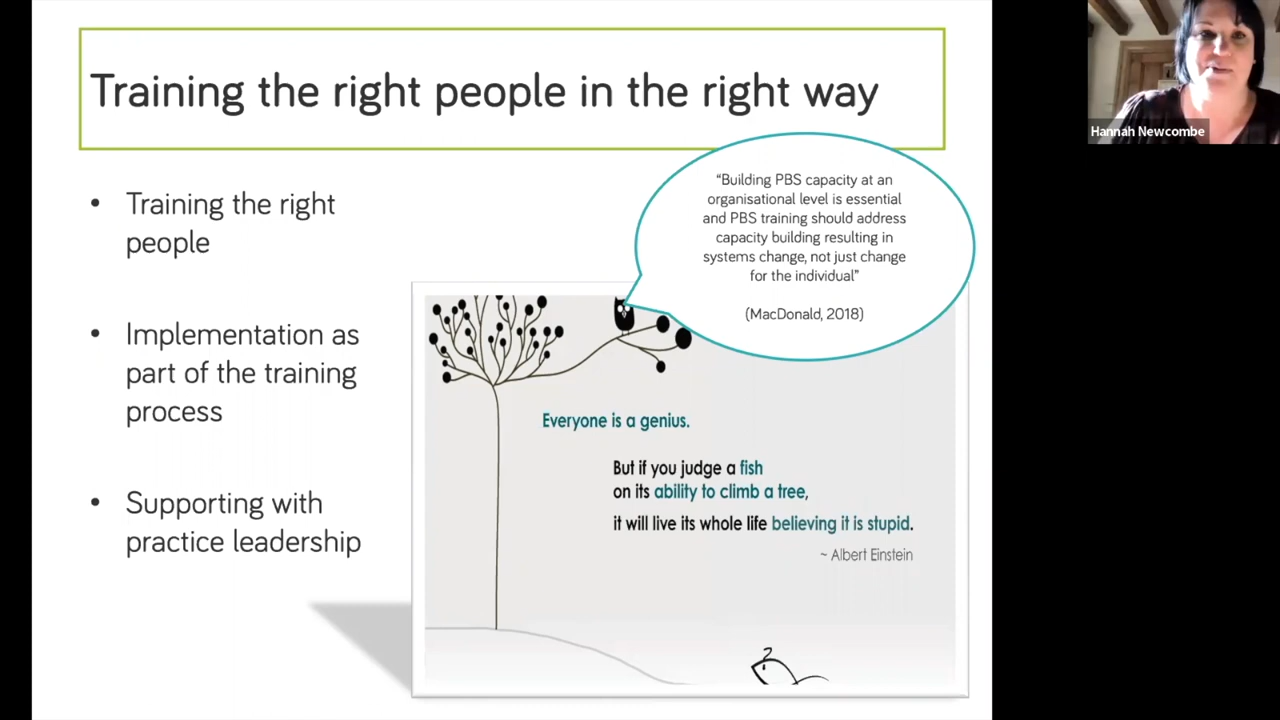 Training the right people in the right way
Hannah Newcombe
• Training the right
people
• Implementation as
part of the training
process
• Supporting with
practice leadership
“Building PBS capacity at an
organisational level is essential
and PBS training should address
capacity building resulting in
systems change, not just change
for the individual”
(MacDonald, 2018)
Everyone is a genius.
But if you judge a fish
on its ability to climb a tree,
it will live its whole life believing it is stupid.
~ Albert Einstein
?